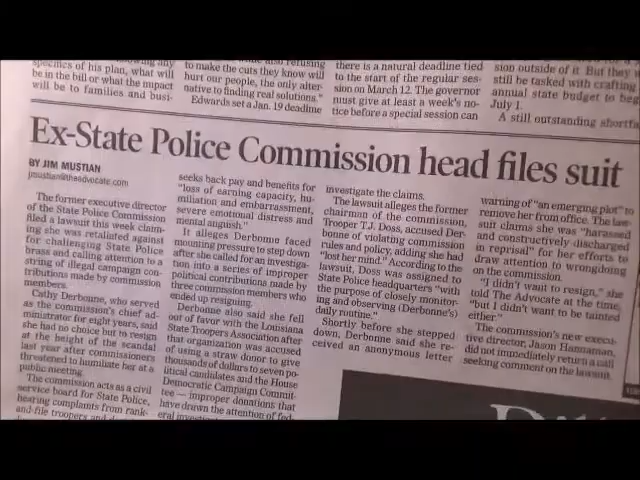 specifics of his plan, what will
be in the bill or what the impact
will be to families and busi-
to make the cuts they know will
hurt our people, the only alter-
native to finding real solutions."
Edwards set a Jan. 19 deadline
there is a natural deadline tied
to the start of the regular ses-
sion on March 12. The governor
must give at least a week's no-
tice before a special session can
sion outside of it. But they
still be tasked with crafting
annual state budget to be
July 1.
A still outstanding
Ex-State Police Commission head files suit
BY JIM MUSTIAN
jmustian@theadvocate.com
The former executive director
of the State Police Commission
filed a lawsuit this week claim-
ing she was retaliated against
for challenging State Police
brass and calling attention to a
string of illegal campaign con-
tributions made by commission
members.
Cathy Derbonne, who served
as the commission's chief ad-
ministrator for eight years, said
she had no choice but to resign
at the height of the scandal
last year after commissioners
threatened to humiliate her at a
public meeting.
The commission acts as a civil
service board for State Police,
hearing complaints from rank-
and-file troopers and
seeks back pay and benefits for
"loss of earning capacity, hu-
miliation and embarrassment,
severe emotional distress and
mental anguish."
It alleges Derbonne faced
mounting pressure to step down
after she called for an investiga-
tion into a series of improper
political contributions made by
three commission members who
ended up resigning.
Derbonne also said she fell
out of favor with the Louisiana
State Troopers Association after
that organization was accused
of using a straw donor to give
thousands of dollars to seven po-
litical candidates and the House
Democratic Campaign Commit-
tee — improper donations that
have drawn the attention of fed-
eral
investigate the claims.
The lawsuit alleges the former
chairman of the commission,
Trooper T.J. Doss, accused Der-
bonne of violating commission
rules and policy, adding she had
"lost her mind." According to the
lawsuit, Doss was assigned to
State Police headquarters "with
the purpose of closely monitor-
ing and observing (Derbonne's)
daily routine."
Shortly before she stepped
down, Derbonne said she re-
ceived an anonymous letter
warning of "an emerging plot" to
remove her from office. The law-
suit claims she was "harassed
and constructively discharged
in reprisal" for her efforts to
draw attention to wrongdoing
on the commission.
"I didn't want to resign," she
told The Advocate at the time,
"but I didn't want to be tainted
either."
The commission's new execu-
tive director, Jason Hannaman,
did not immediately return a call
seeking comment on the lawsuit.